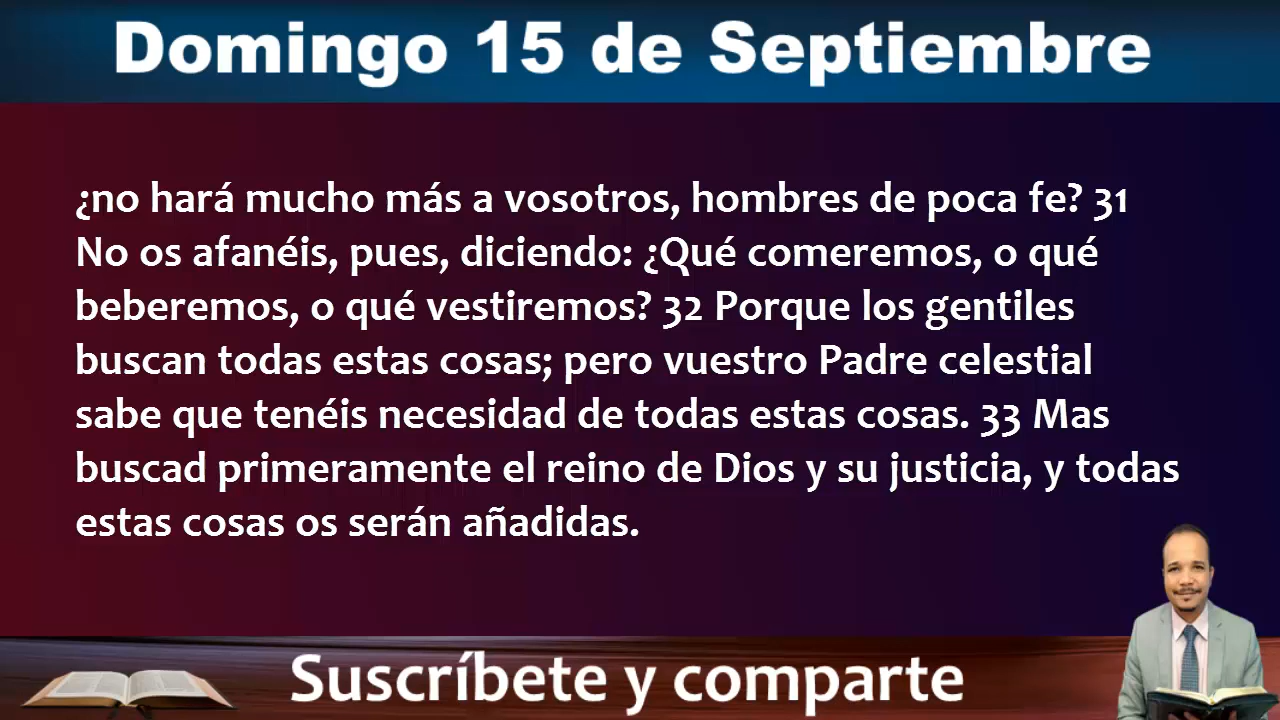 Domingo 15 de Septiembre
¿no hará mucho más a vosotros, hombres de poca fe? 31
No os afanéis, pues, diciendo: ¿Qué comeremos, o qué
beberemos, o qué vestiremos? 32 Porque los gentiles
buscan todas estas cosas; pero vuestro Padre celestial
sabe que tenéis necesidad de todas estas cosas. 33 Mas
buscad primeramente el reino de Dios y su justicia, y todas
estas cosas os serán añadidas.
Suscríbete y comparte